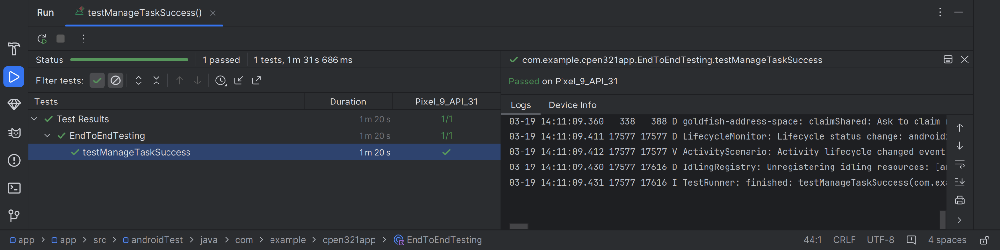 Run testManageTaskSuccess()
Status 1 passed 1 tests, 1 m 31 s 686 ms
Filter tests:
Tests Duration Pixel_9_API_31
Test Results 1 m 20 s 1/1
EndToEndTesting 1 m 20 s 1/1
testManageTaskSuccess 1 m 20 s
com.example.cpen321app.EndToEndTesting.testManageTaskSuccess
Passed on Pixel_9_API_31
Logs Device Info
03-19 14:11:09.360 338 388 D goldfish-address-space: claimShared: Ask to claim
03-19 14:11:09.411 17577 17577 D LifecycleMonitor: Lifecycle status change: android
03-19 14:11:09.412 17577 17577 V ActivityScenario: Activity lifecycle changed event
03-19 14:11:09.430 17577 17616 D IdlingRegistry: Unregistering idling resources: [a
03-19 14:11:09.431 17577 17616 I TestRunner: finished: testManageTaskSuccess(com.ex
app app src androidTest java com example cpen321app EndToEndTesting 44:1 CRLF UTF-8 4 spaces